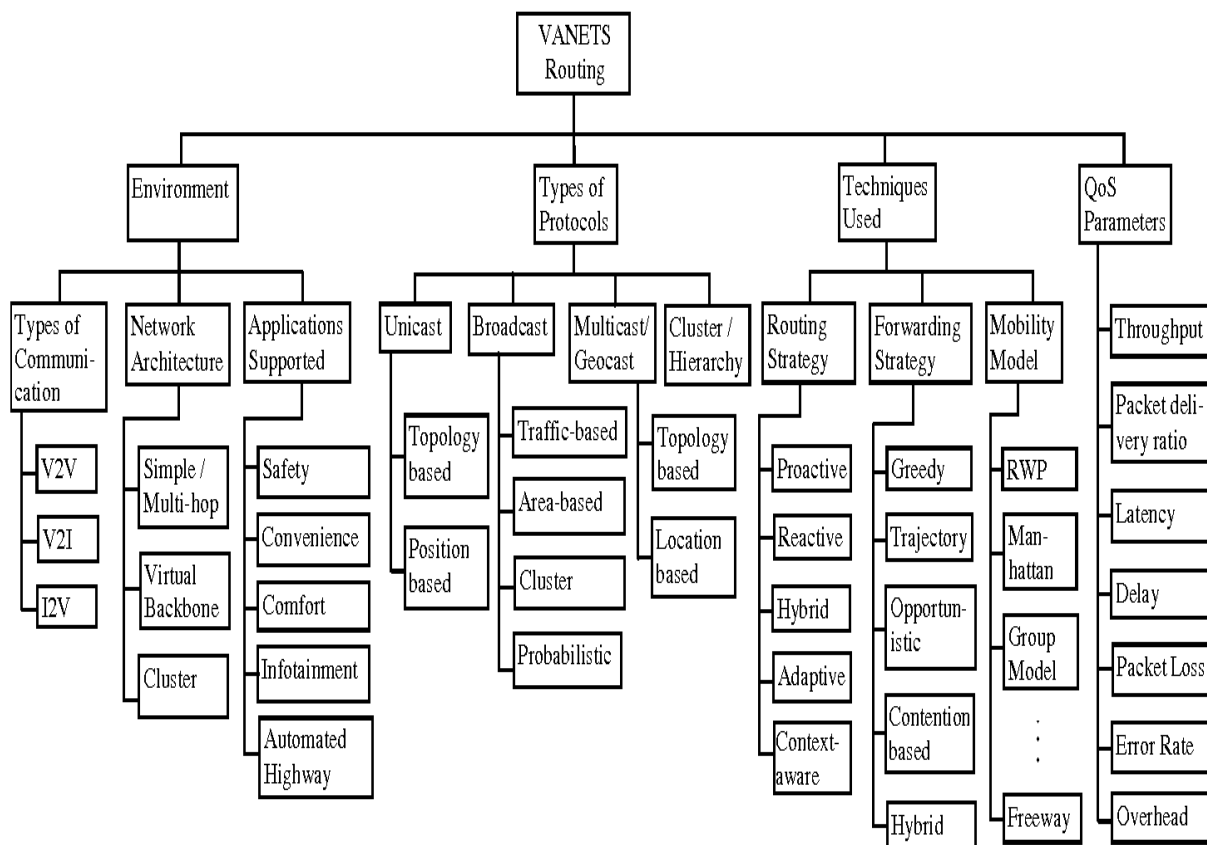 VANETS
Routing
Environment
Types of
Protocols
Techniques
Used
QoS
Parameters
Types of
Communi-
cation
Network
Architecture
Applications
Supported
Unicast
Broadcast
Multicast/
Geocast
Cluster /
Hierarchy
Routing
Strategy
Forwarding
Strategy
Mobility
Model
V2V
V2I
I2V
Simple /
Multi-hop
Virtual
Backbone
Cluster
Safety
Convenience
Comfort
Infotainment
Automated
Highway
Topology
based
Position
based
Traffic-based
Area-based
Cluster
Probabilistic
Topology
based
Location
based
Proactive
Reactive
Hybrid
Adaptive
Context-
aware
Greedy
Trajectory
Opportun-
istic
Contention
based
Hybrid
RWP
Man-
hattan
Group
Model
Freeway
Throughput
Packet deli-
very ratio
Latency
Delay
Packet Loss
Error Rate
Overhead